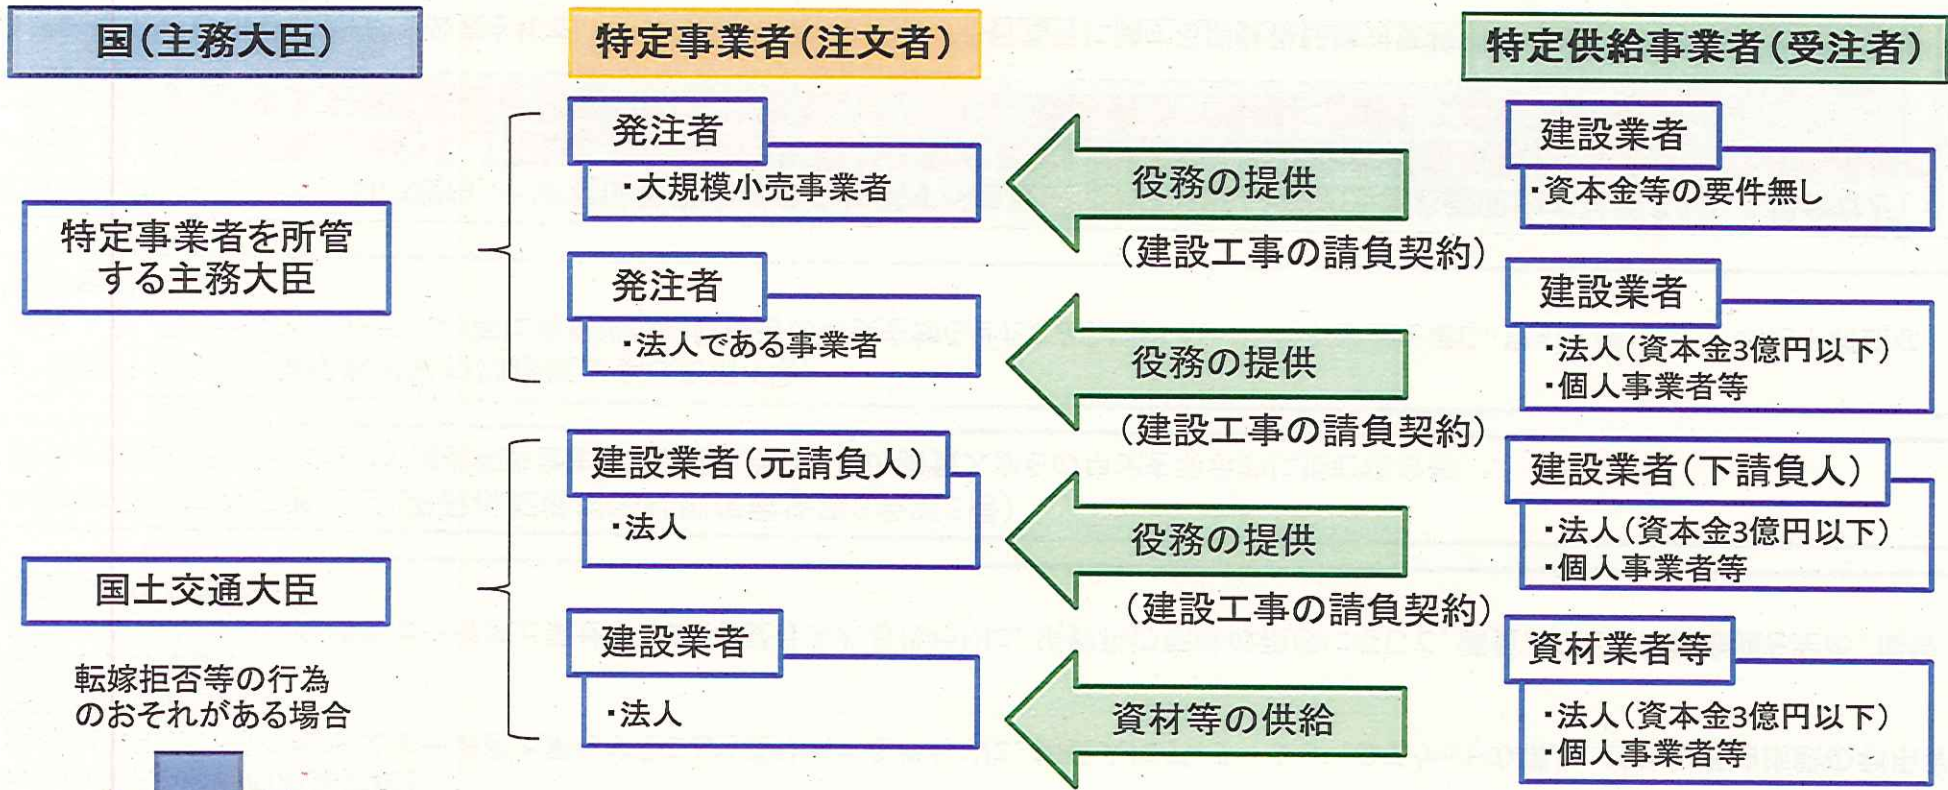 国(主務大臣)
特定事業者(注文者)
特定供給事業者(受注者)
特定事業者を所管
する主務大臣
発注者
・大規模小売事業者
役務の提供
(建設工事の請負契約)
建設業者
・資本金等の要件無し
発注者
・法人である事業者
役務の提供
(建設工事の請負契約)
建設業者
・法人(資本金3億円以下)
・個人事業者等
国土交通大臣
建設業者(元請負人)
・法人
役務の提供
(建設工事の請負契約)
建設業者(下請負人)
・法人(資本金3億円以下)
・個人事業者等
建設業者
・法人
資材等の供給
資材業者等
・法人(資本金3億円以下)
・個人事業者等
転嫁拒否等の行為
のおそれがある場合